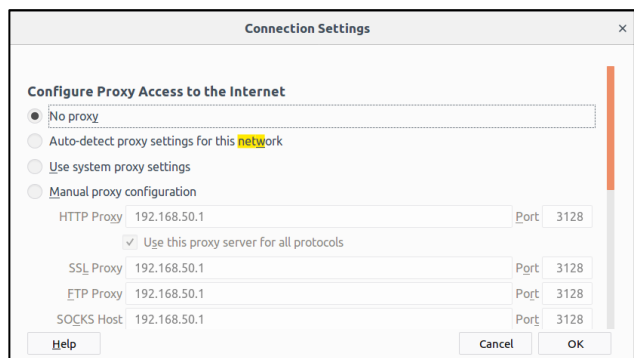 Connection Settings
×
Configure Proxy Access to the Internet
No proxy
Auto-detect proxy settings for this network
Use system proxy settings
Manual proxy configuration
HTTP Proxy 192.168.50.1 Port 3128
Use this proxy server for all protocols
SSL Proxy 192.168.50.1 Port 3128
FTP Proxy 192.168.50.1 Port 3128
SOCKS Host 192.168.50.1 Port 3128
Help Cancel OK